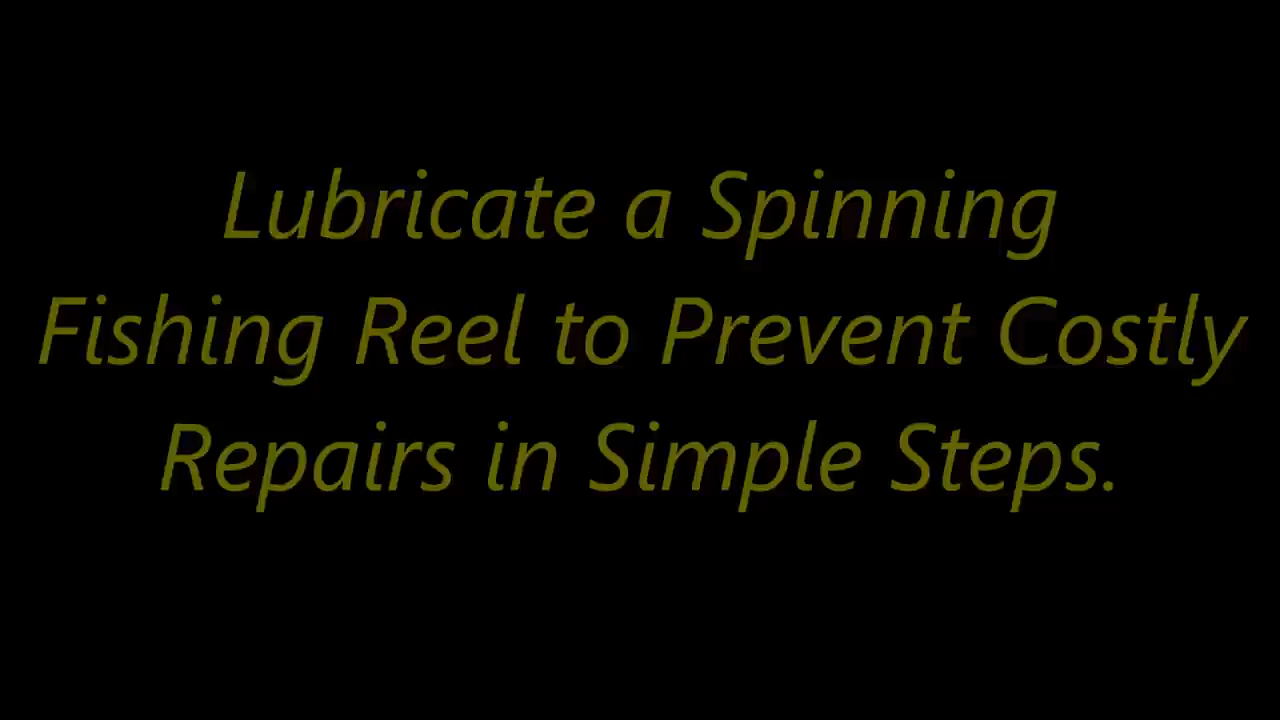 Lubricate a Spinning
Fishing Reel to Prevent Costly
Repairs in Simple Steps.